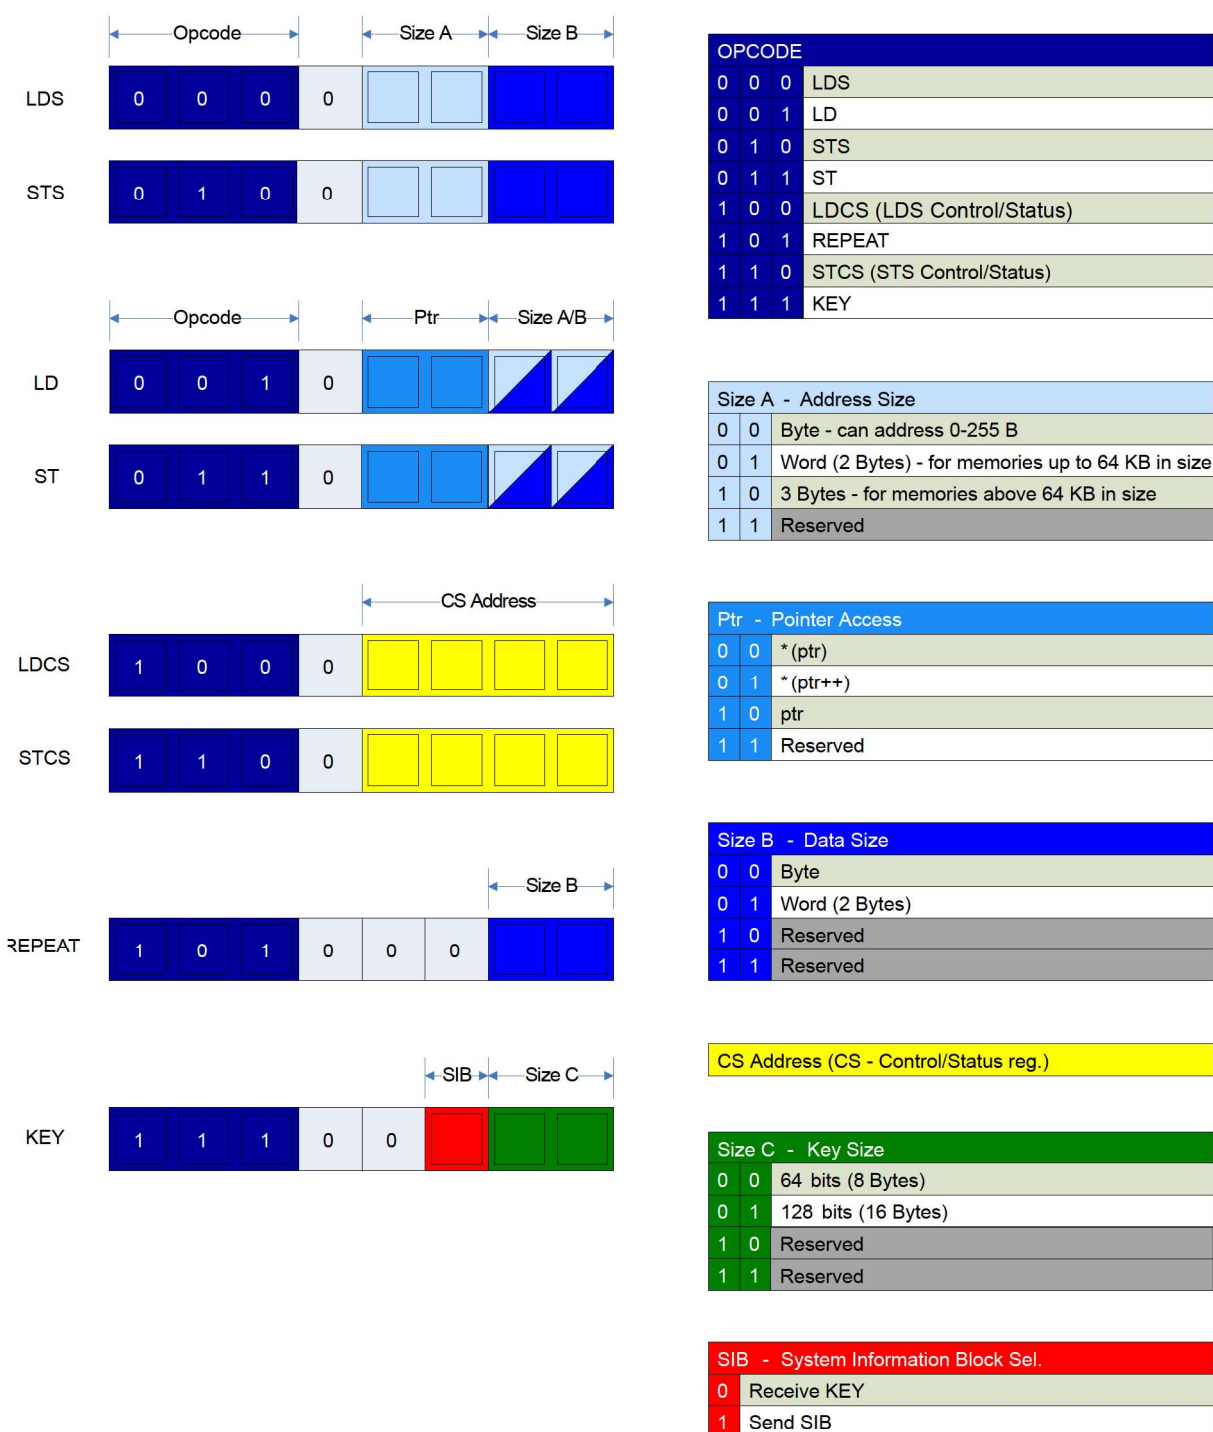 Opcode Size A Size B
LDS 0 0 0 0
STS 0 1 0 0
Opcode Ptr Size A/B
LD 0 0 1 0
ST 0 1 1 0
CS Address
LDCS 1 0 0 0
STCS 1 1 0 0
Size B
REPEAT 1 0 1 0 0 0
SIB Size C
KEY 1 1 1 0 0
OPCODE
0 0 0 LDS
0 0 1 LD
0 1 0 STS
0 1 1 ST
1 0 0 LDCS (LDS Control/Status)
1 0 1 REPEAT
1 1 0 STCS (STS Control/Status)
1 1 1 KEY
Size A - Address Size
0 0 Byte - can address 0-255 B
0 1 Word (2 Bytes) - for memories up to 64 KB in size
1 0 3 Bytes - for memories above 64 KB in size
1 1 Reserved
Ptr - Pointer Access
0 0 * (ptr)
0 1 * (ptr++)
1 0 ptr
1 1 Reserved
Size B - Data Size
0 0 Byte
0 1 Word (2 Bytes)
1 0 Reserved
1 1 Reserved
CS Address (CS - Control/Status reg.)
Size C - Key Size
0 0 64 bits (8 Bytes)
0 1 128 bits (16 Bytes)
1 0 Reserved
1 1 Reserved
SIB - System Information Block Sel.
0 Receive KEY
1 Send SIB